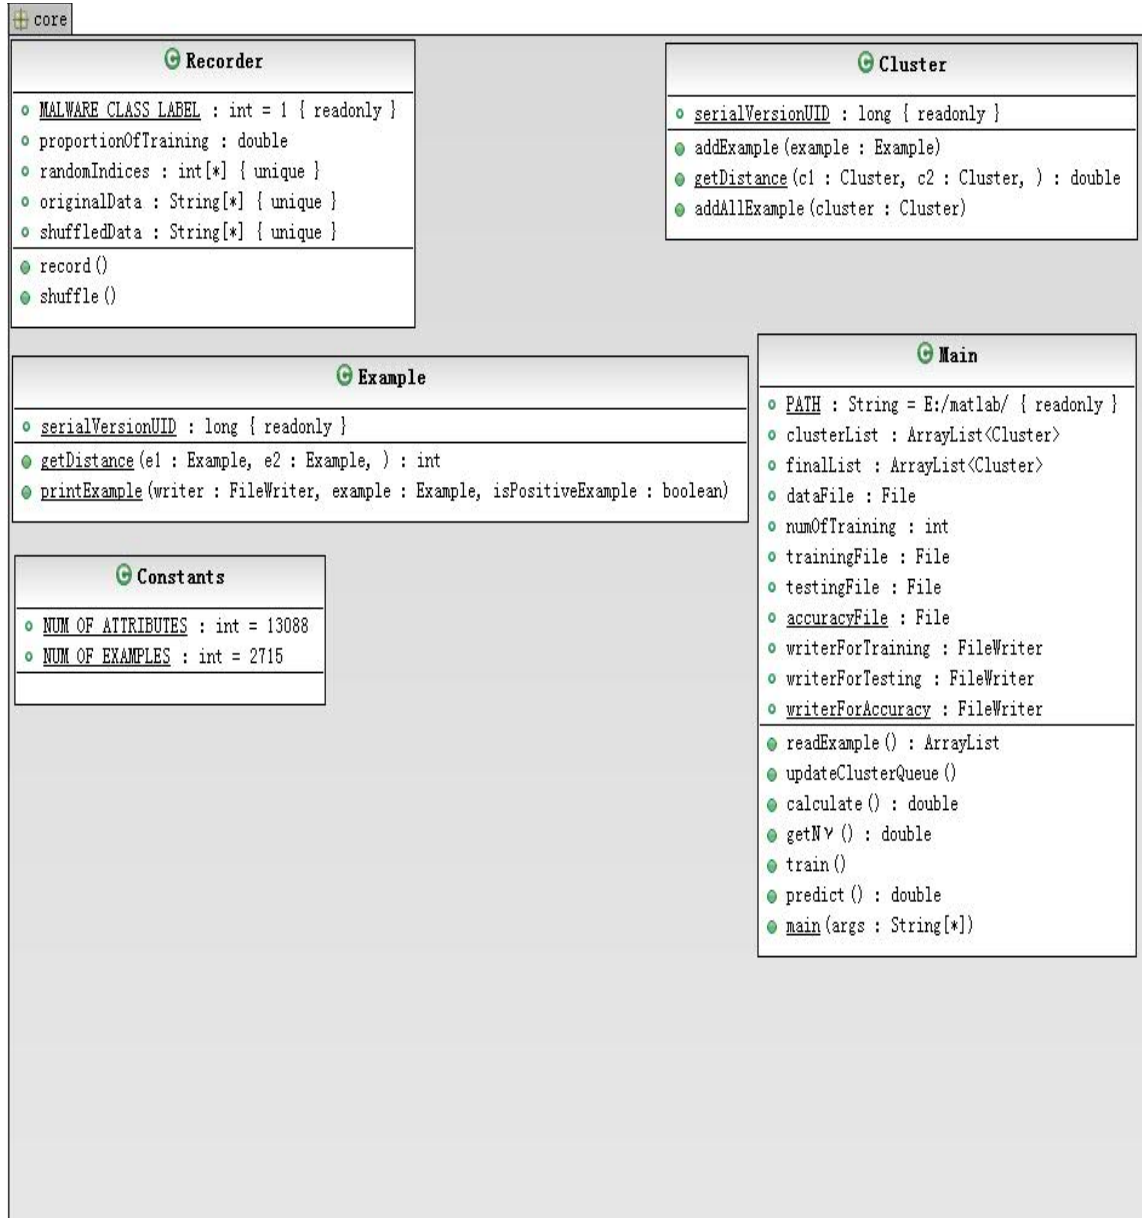 core
Recorder
MALWARE_CLASS_LABEL : int = 1 { readonly }
proportionOfTraining : double
randomIndices : int[*] { unique }
originalData : String[*] { unique }
shuffledData : String[*] { unique }
record()
shuffle()
Cluster
serialVersionUID : long { readonly }
addExample(example : Example)
getDistance(c1 : Cluster, c2 : Cluster, ) : double
addAllExample(cluster : Cluster)
Example
serialVersionUID : long { readonly }
getDistance(e1 : Example, e2 : Example, ) : int
printExample(writer : FileWriter, example : Example, isPositiveExample : boolean)
Main
PATH : String = E:/matlab/ { readonly }
clusterList : ArrayList<Cluster>
finalList : ArrayList<Cluster>
dataFile : File
numOfTraining : int
trainingFile : File
testingFile : File
accuracyFile : File
writerForTraining : FileWriter
writerForTesting : FileWriter
writerForAccuracy : FileWriter
readExample() : ArrayList
updateClusterQueue()
calculate() : double
getNγ() : double
train()
predict() : double
main(args : String[*])
Constants
NUM_OF_ATTRIBUTES : int = 13088
NUM_OF_EXAMPLES : int = 2715